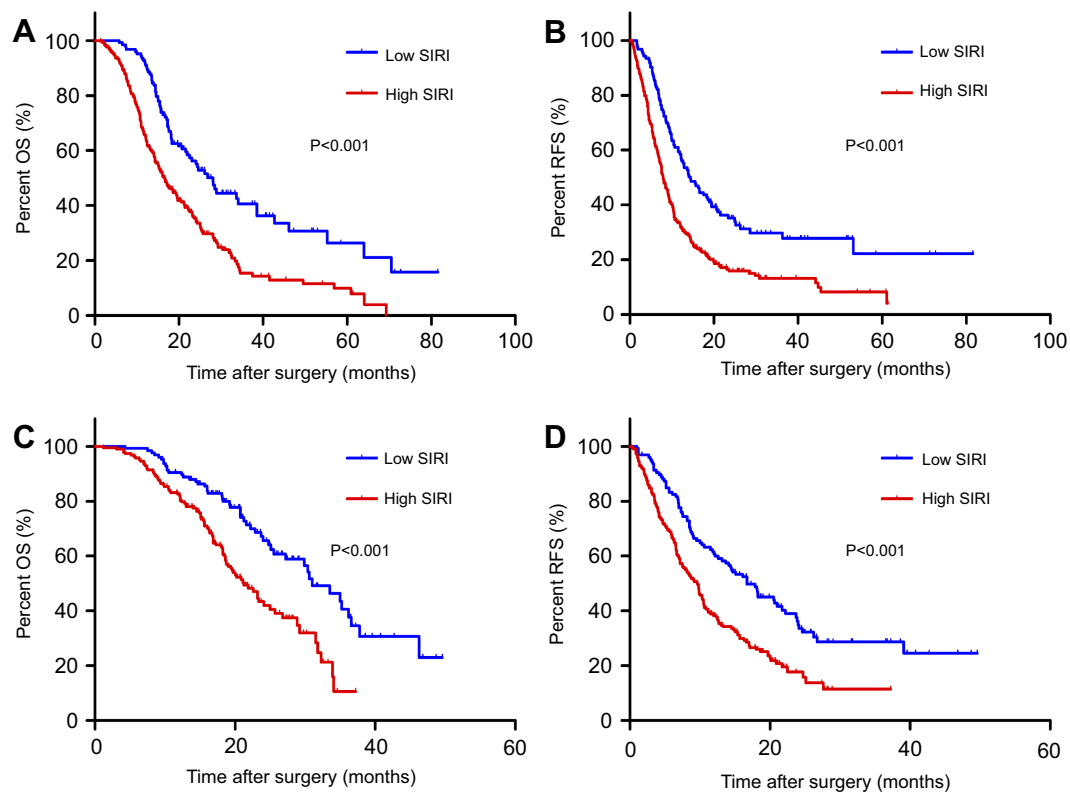 A
Percent OS (%)
100
80
60
40
20
0
Low SIRI
High SIRI
P<0.001
0 20 40 60 80 100
Time after surgery (months)
B
Percent RFS (%)
100
80
60
40
20
0
Low SIRI
High SIRI
P<0.001
0 20 40 60 80 100
Time after surgery (months)
C
Percent OS (%)
100
80
60
40
20
0
Low SIRI
High SIRI
P<0.001
0 20 40 60
Time after surgery (months)
D
Percent RFS (%)
100
80
60
40
20
0
Low SIRI
High SIRI
P<0.001
0 20 40 60
Time after surgery (months)